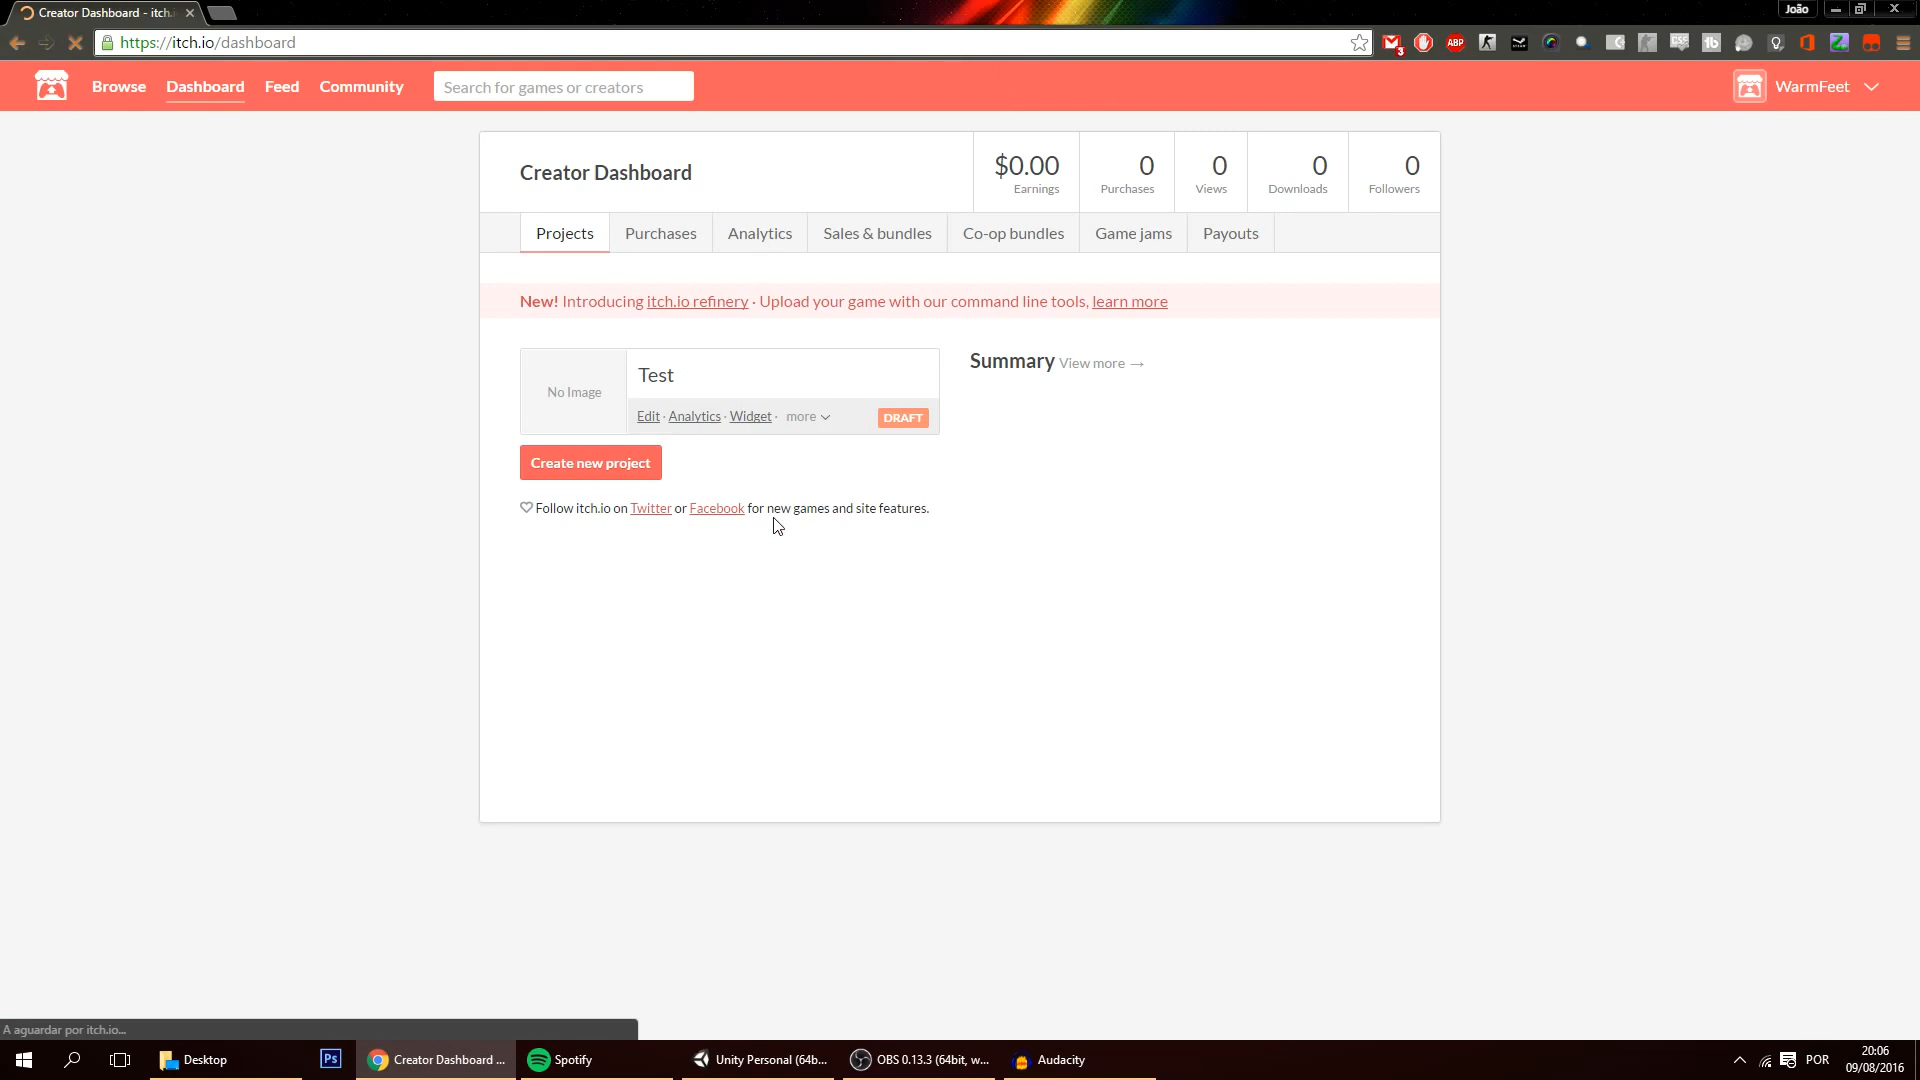 Creator Dashboard - itch.i
João
https://itch.io/dashboard
3
ABP
CSS
Browse
Dashboard
Feed
Community
Search for games or creators
WarmFeet
Creator Dashboard
$0.00
Earnings
0
Purchases
0
Views
0
Downloads
0
Followers
Projects
Purchases
Analytics
Sales & bundles
Co-op bundles
Game jams
Payouts
New! Introducing itch.io refinery · Upload your game with our command line tools, learn more
No Image
Test
Edit · Analytics · Widget · more
DRAFT
Summary View more →
Create new project
Follow itch.io on Twitter or Facebook for new games and site features.
A aguardar por itch.io...
Desktop
Ps
Creator Dashboard ...
Spotify
Unity Personal (64b...
OBS 0.13.3 (64bit, w...
Audacity
POR
20:06
09/08/2016